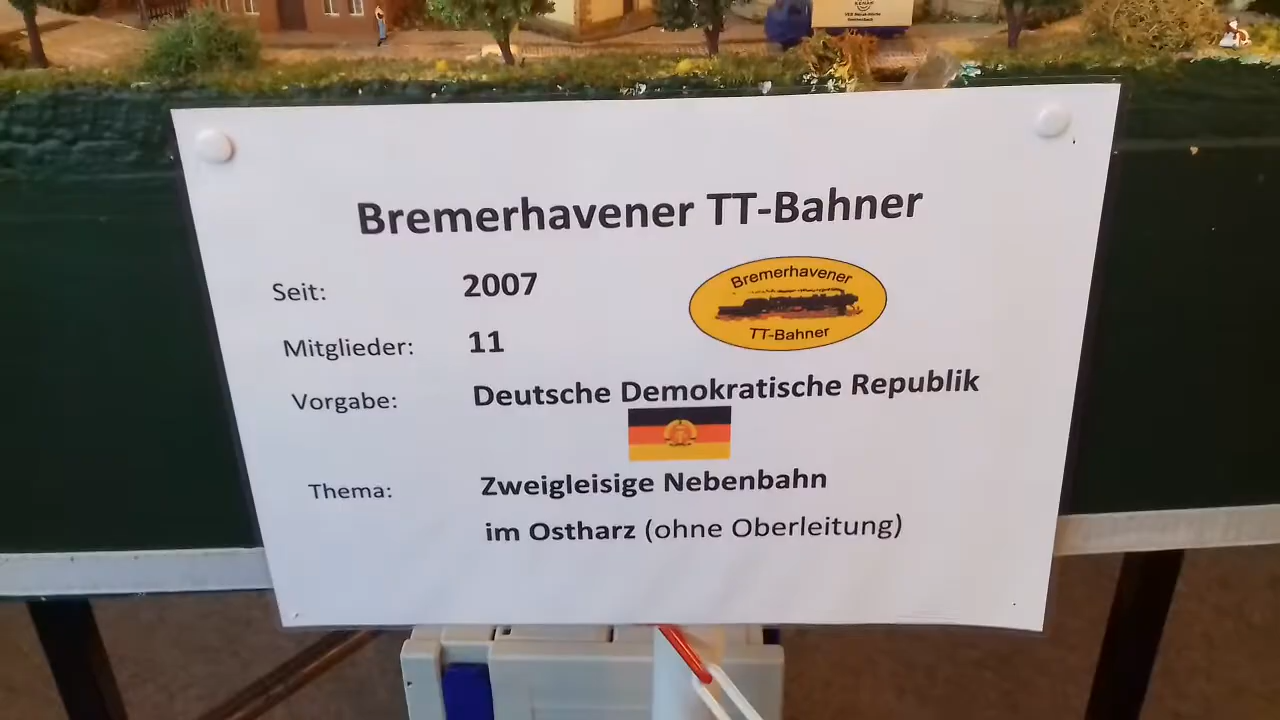 Bremerhavener TT-Bahner
Seit: 2007
Bremerhavener
TT-Bahner
Mitglieder: 11
Vorgabe: Deutsche Demokratische Republik
Thema: Zweigleisige Nebenbahn
im Ostharz (ohne Oberleitung)